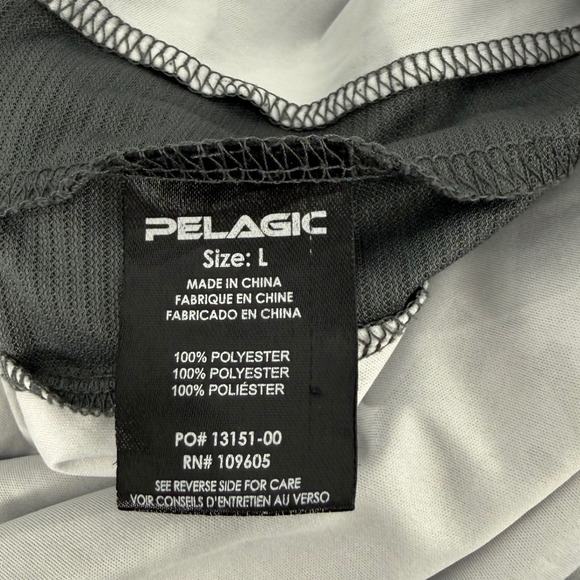 PELAGIC
Size: L
MADE IN CHINA
FABRIQUE EN CHINE
FABRICADO EN CHINA
100% POLYESTER
100% POLYESTER
100% POLIÉSTER
PO# 13151-00
RN# 109605
SEE REVERSE SIDE FOR CARE
VOIR CONSEILS D'ENTRETIEN AU VERSO